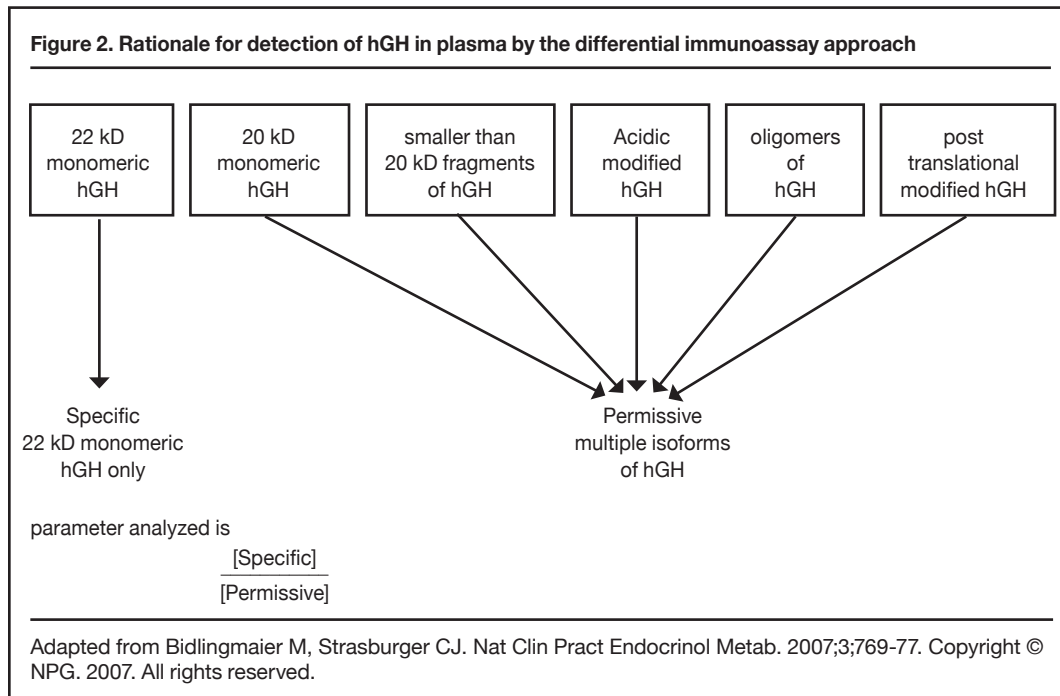 Figure 2. Rationale for detection of hGH in plasma by the differential immunoassay approach
22 kD
monomeric
hGH
20 kD
monomeric
hGH
smaller than
20 kD fragments
of hGH
Acidic
modified
hGH
oligomers
of
hGH
post
translational
modified hGH
Specific
22 kD monomeric
hGH only
Permissive
multiple isoforms
of hGH
parameter analyzed is
[Specific]
[Permissive]
Adapted from Bidlingmaier M, Strasburger CJ. Nat Clin Pract Endocrinol Metab. 2007;3;769-77. Copyright ©
NPG. 2007. All rights reserved.